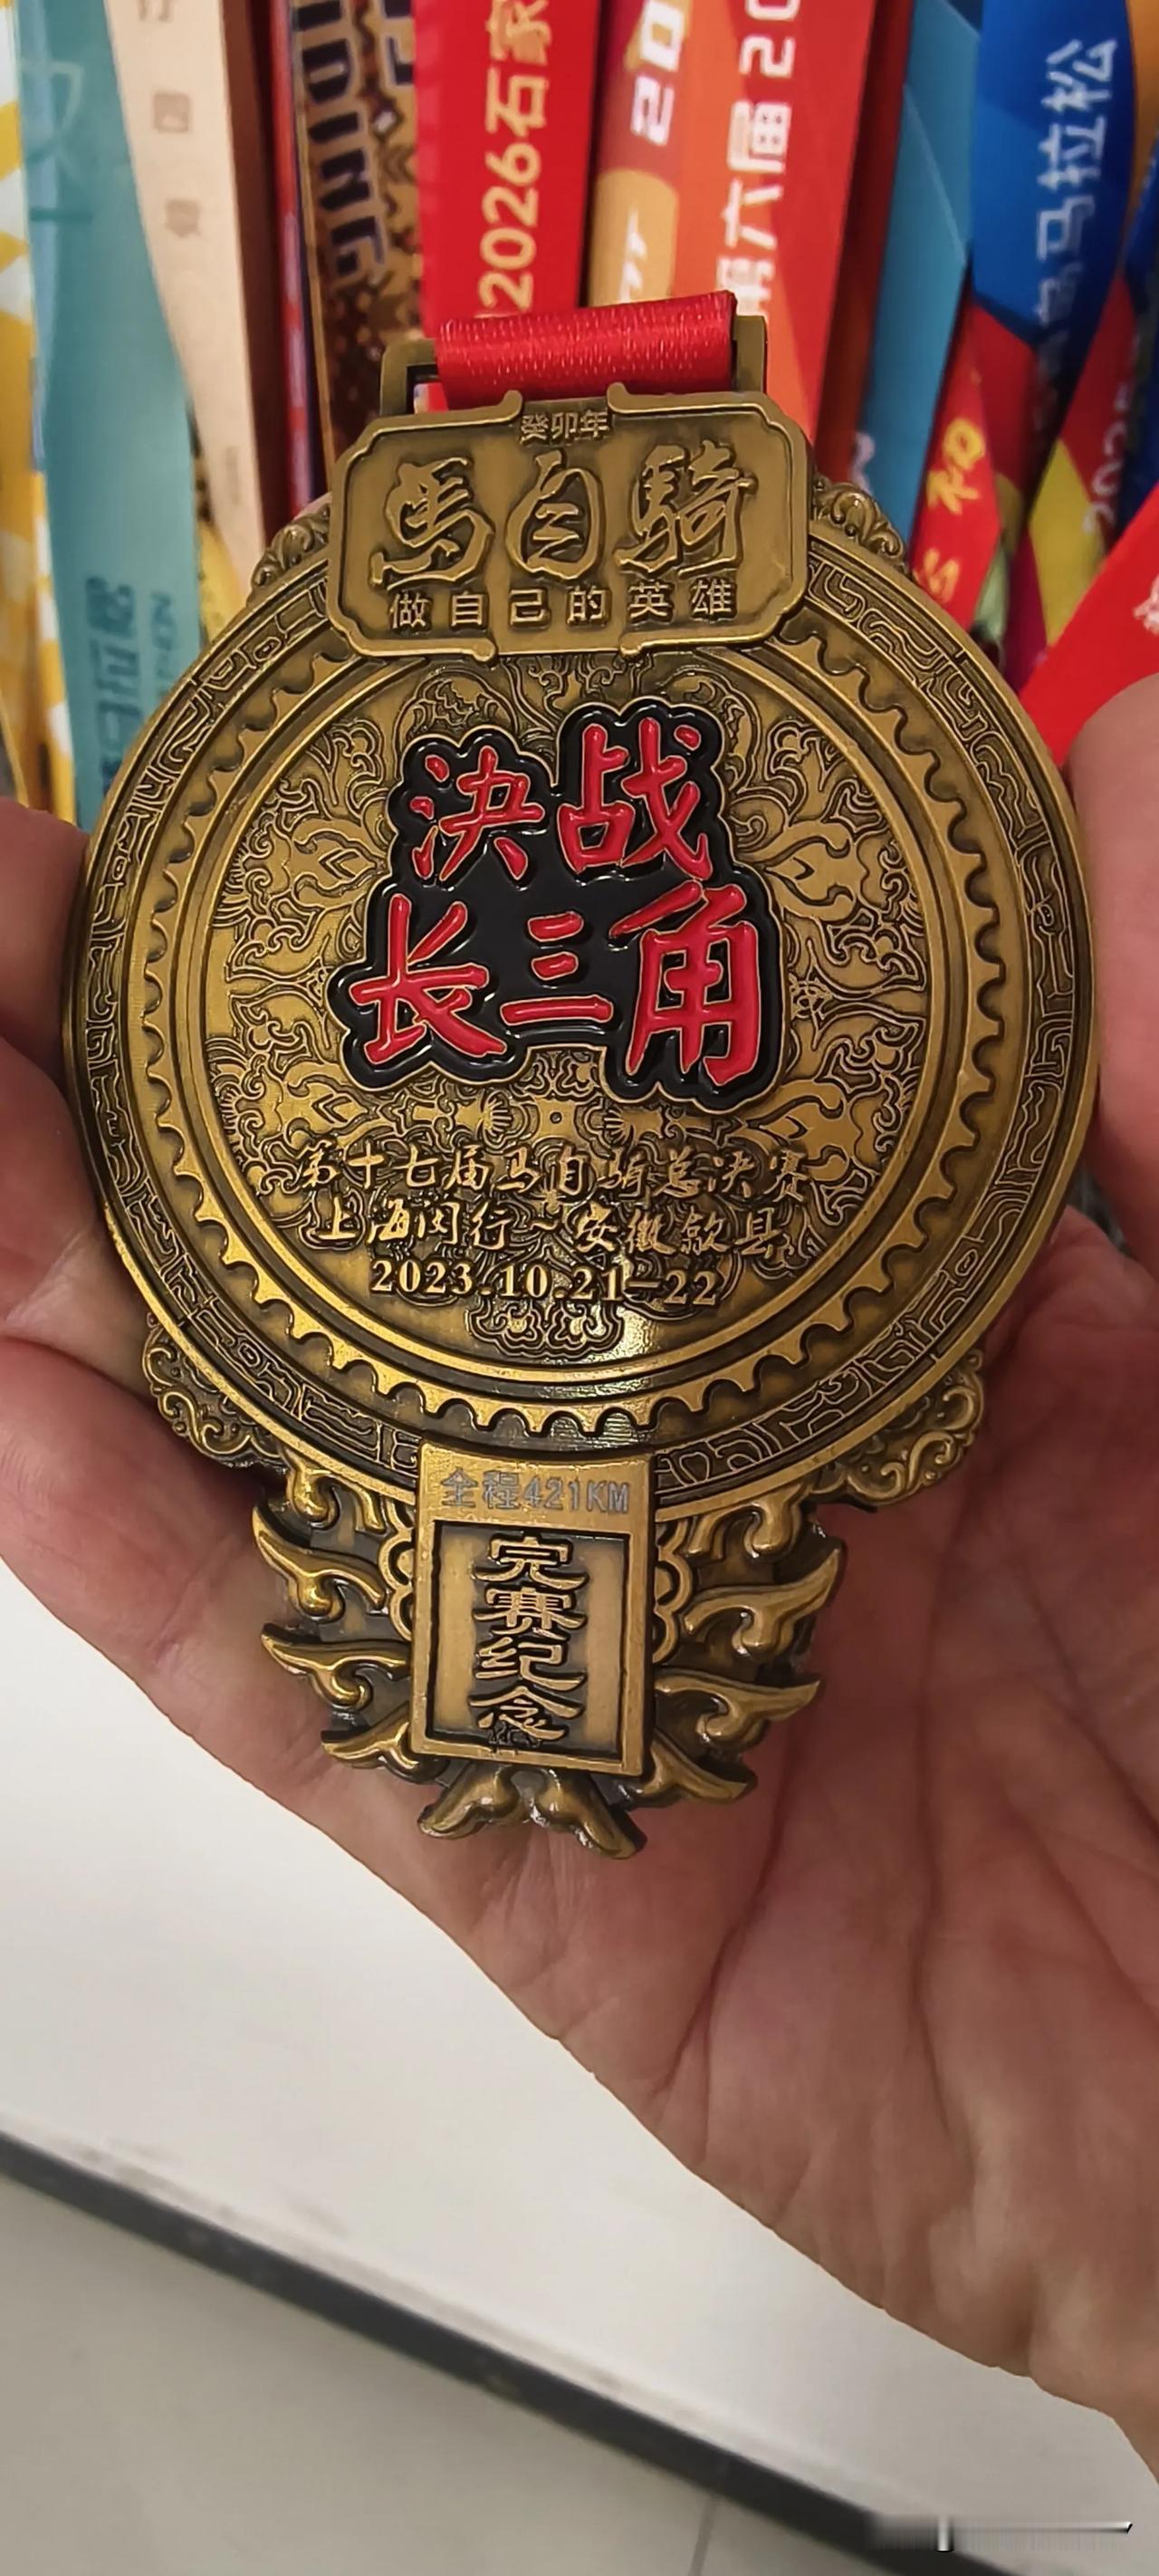 2026石家
第六届20
马拉松
癸卯年
馬自騎
做自己的英雄
决战
长三角
第十七届马自骑总决赛
上海闵行~安徽歙县
2023.10.21-22
全程421KM
完赛纪念